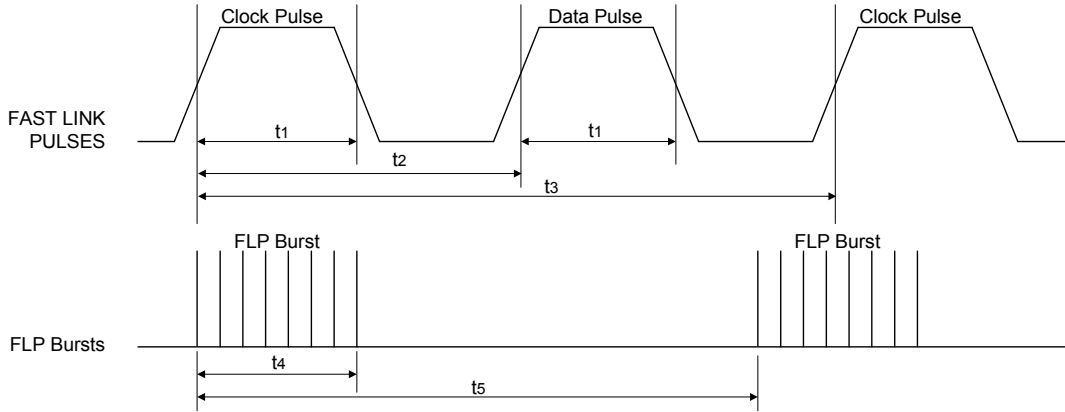 Clock Pulse
Data Pulse
Clock Pulse
FAST LINK
PULSES
t1
t1
t2
t3
FLP Burst
FLP Burst
FLP Bursts
t4
t5